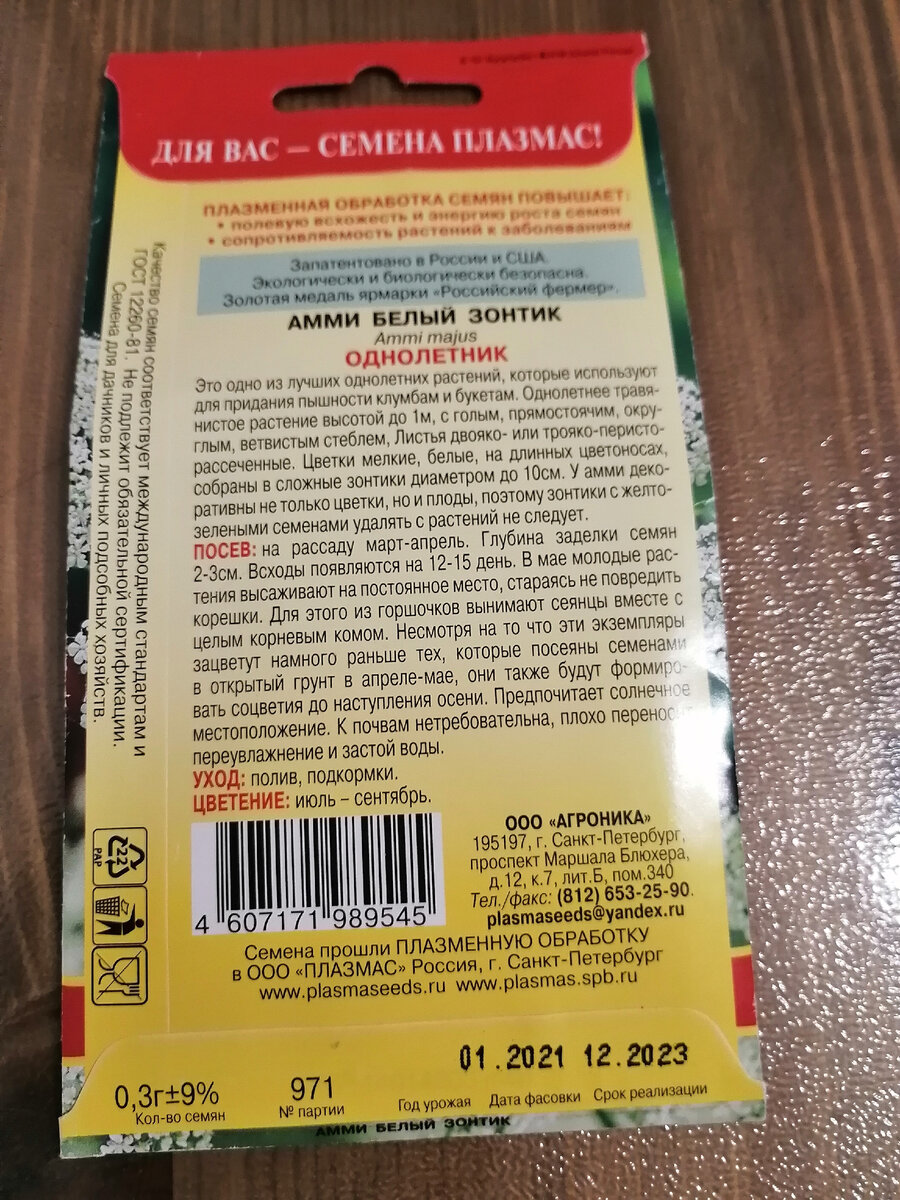 ДЛЯ ВАС – СЕМЕНА ПЛАЗМАС!
ПЛАЗМЕННАЯ ОБРАБОТКА СЕМЯН ПОВЫШАЕТ:
• полевую всхожесть и энергию роста семян
• сопротивляемость растений к заболеваниям
Запатентовано в России и США.
Экологически и биологически безопасна.
Золотая медаль ярмарки «Российский фермер».
АММИ БЕЛЫЙ ЗОНТИК
Ammi majus
ОДНОЛЕТНИК
Это одно из лучших однолетних растений, которые используют
для придания пышности клумбам и букетам. Однолетнее травя-
нистое растение высотой до 1м, с голым, прямостоячим, окру-
глым, ветвистым стеблем, Листья двояко- или трояко-перисто-
рассеченные. Цветки мелкие, белые, на длинных цветоносах,
собраны в сложные зонтики диаметром до 10см. У амми деко-
ративны не только цветки, но и плоды, поэтому зонтики с желто-
зелеными семенами удалять с растений не следует.
ПОСЕВ: на рассаду март-апрель. Глубина заделки семян
2-3см. Всходы появляются на 12-15 день. В мае молодые рас-
тения высаживают на постоянное место, стараясь не повредить
корешки. Для этого из горшочков вынимают сеянцы вместе с
целым корневым комом. Несмотря на то что эти экземпляры
зацветут намного раньше тех, которые посеяны семенами
в открытый грунт в апреле-мае, они также будут формиро-
вать соцветия до наступления осени. Предпочитает солнечное
местоположение. К почвам нетребовательна, плохо переносит
переувлажнение и застой воды.
УХОД: полив, подкормки.
ЦВЕТЕНИЕ: июль – сентябрь.
Качество семян соответствует международным стандартам и
ГОСТ 12260-81. Не подлежит обязательной сертификации.
Семена для дачников и личных подсобных хозяйств.
22
PAP
4 607171 989545
ООО «АГРОНИКА»
195197, г. Санкт-Петербург,
проспект Маршала Блюхера,
д.12, к.7, лит.Б, пом.340
Тел./факс: (812) 653-25-90.
plasmaseeds@yandex.ru
Семена прошли ПЛАЗМЕННУЮ ОБРАБОТКУ
в ООО «ПЛАЗМАС» Россия, г. Санкт-Петербург
www.plasmaseeds.ru www.plasmas.spb.ru
01.2021 12.2023
0,3г±9%
Кол-во семян
971
№ партии
Год урожая Дата фасовки Срок реализации
АММИ БЕЛЫЙ ЗОНТИК